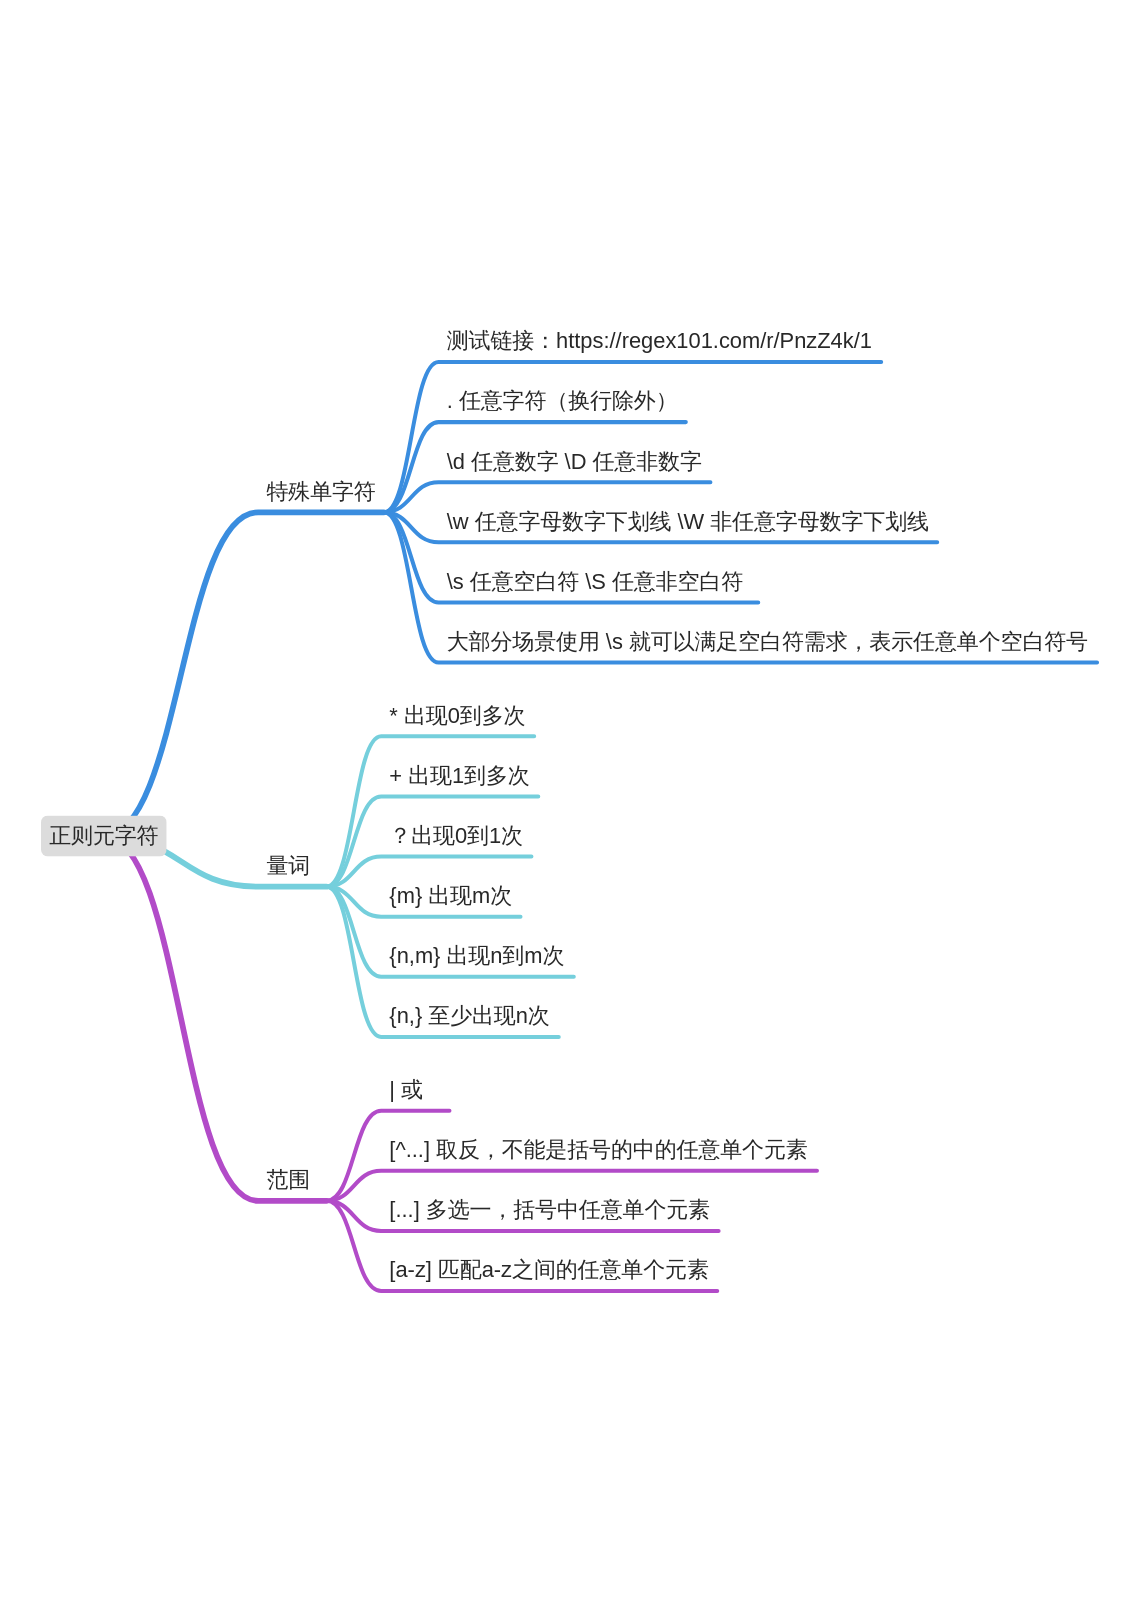 正则元字符
特殊单字符
测试链接：https://regex101.com/r/PnzZ4k/1
. 任意字符（换行除外）
\d 任意数字 \D 任意非数字
\w 任意字母数字下划线 \W 非任意字母数字下划线
\s 任意空白符 \S 任意非空白符
大部分场景使用 \s 就可以满足空白符需求，表示任意单个空白符号
量词
* 出现0到多次
+ 出现1到多次
？出现0到1次
{m} 出现m次
{n,m} 出现n到m次
{n,} 至少出现n次
范围
| 或
[^...] 取反，不能是括号的中的任意单个元素
[...] 多选一，括号中任意单个元素
[a-z] 匹配a-z之间的任意单个元素